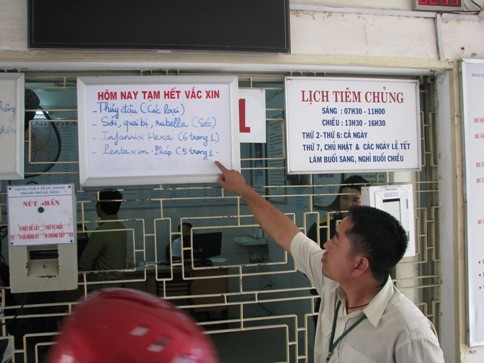 HÔM NAY TẠM HẾT VẮC XIN
- Thủy đậu (Các loại)
- Sởi, quai bị, rubella (Sởi)
- Infanrix Hexa (6 trong 1)
- Pentaxim - Pháp (5 trong 1)
L
LỊCH TIÊM CHỦNG
SÁNG : 07H30 - 11H00
CHIỀU : 13H30 - 16H30
THỨ 2 - THỨ 6: CẢ NGÀY
THỨ 7, CHỦ NHẬT & CÁC NGÀY LỄ TẾT
LÀM BUỔI SÁNG, NGHỈ BUỔI CHIỀU
NÚT NHẤN